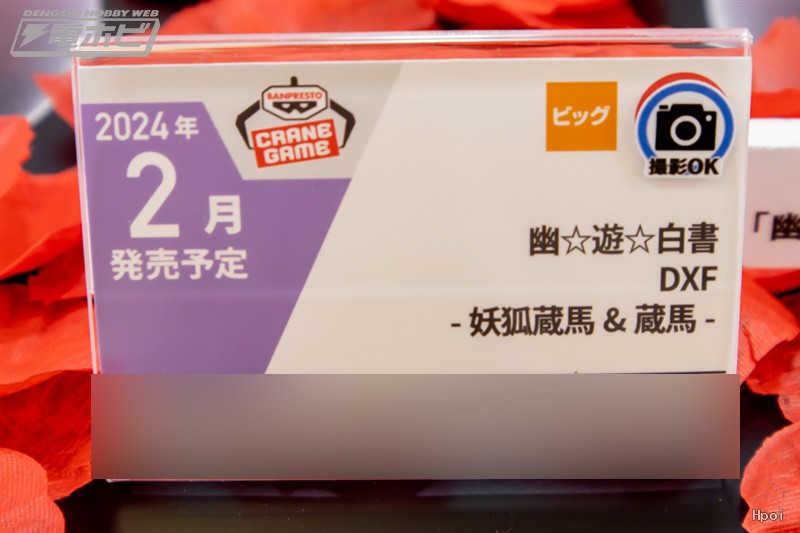 DENGEKI HOBBY WEB
電ホビ
2024年
2月
発売予定
BANPRESTO
CRANE
GAME
ビッグ
撮影OK
幽☆遊☆白書
DXF
- 妖狐蔵馬 & 蔵馬 -
「幽
Hpoi